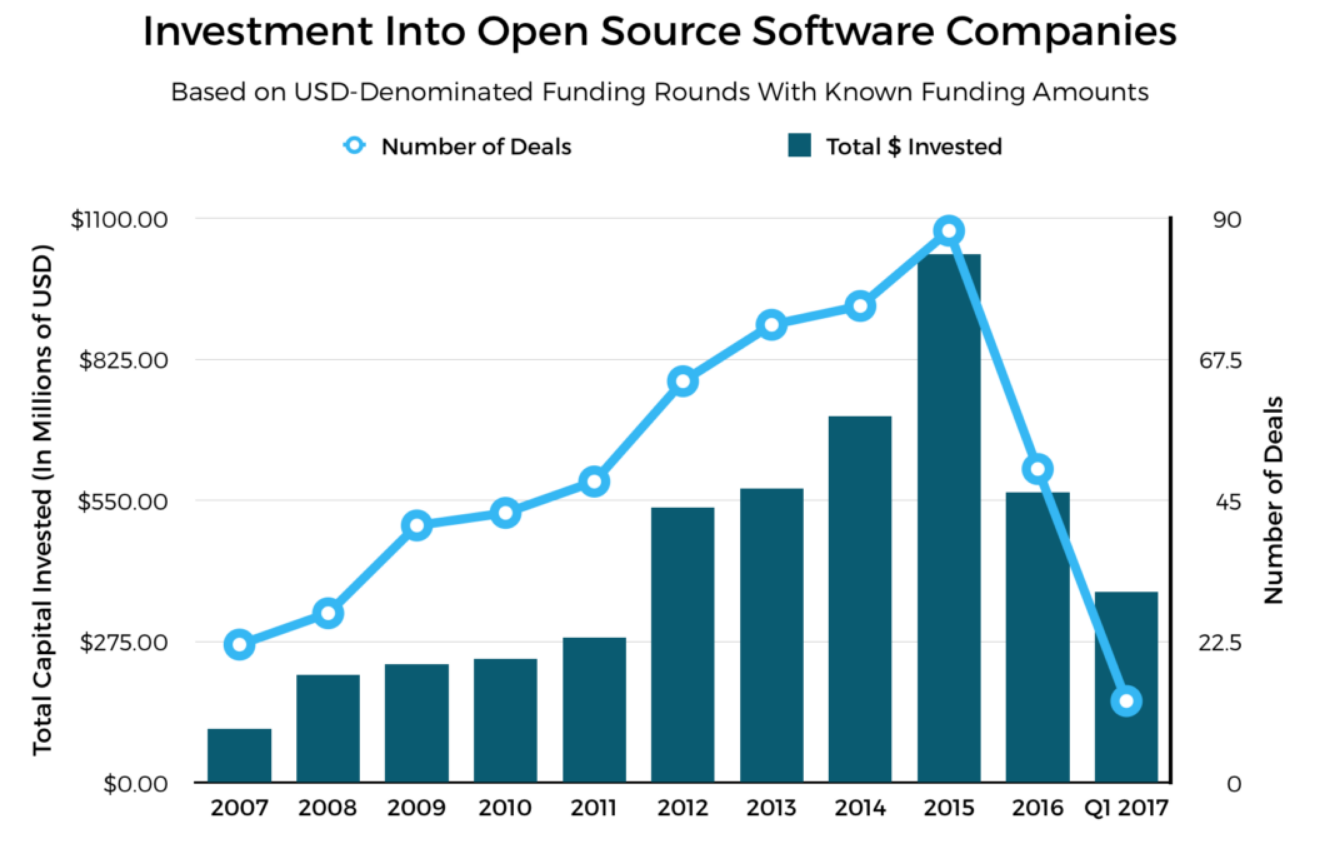 Investment Into Open Source Software Companies
Based on USD-Denominated Funding Rounds With Known Funding Amounts
Number of Deals
Total $ Invested
Total Capital Invested (In Millions of USD)
$1100.00
$825.00
$550.00
$275.00
$0.00
90
67.5
45
22.5
0
Number of Deals
2007 2008 2009 2010 2011 2012 2013 2014 2015 2016 Q1 2017